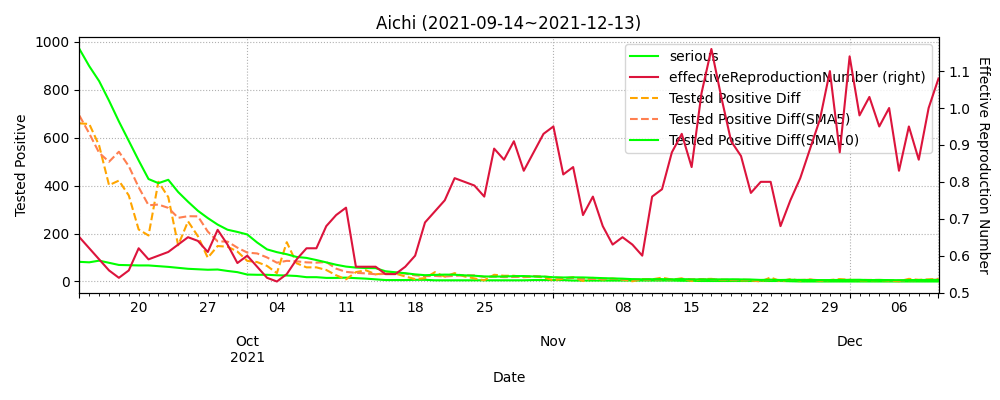 Aichi (2021-09-14~2021-12-13)
1000
800
600
400
200
0
Tested Positive
serious
effectiveReproductionNumber (right)
Tested Positive Diff
Tested Positive Diff(SMA5)
Tested Positive Diff(SMA10)
1.1
1.0
0.9
0.8
0.7
0.6
0.5
Effective Reproduction Number
20 27 04 11 18 25 08 15 22 29 06
Oct Nov Dec
2021
Date